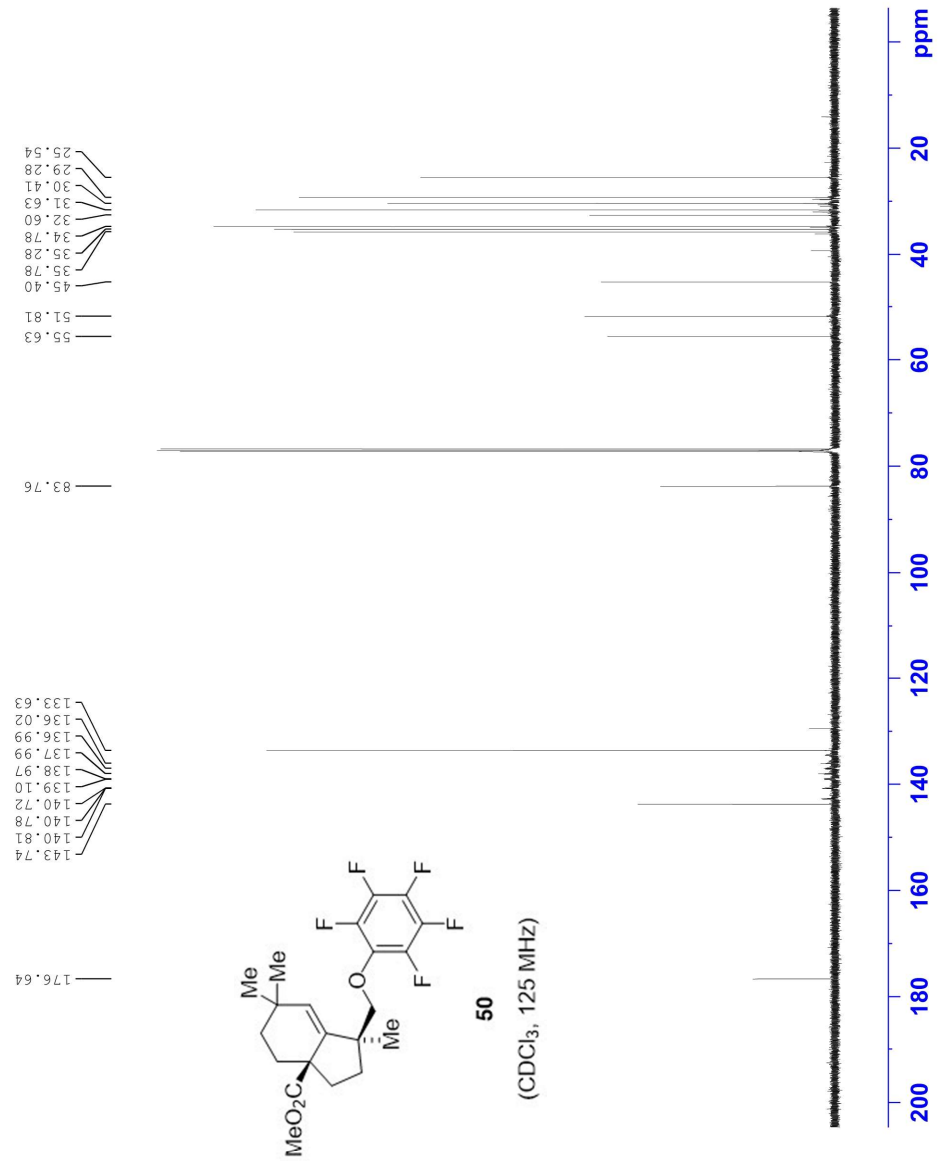 176.64
143.74
140.81
140.78
140.72
139.10
138.97
137.99
136.99
136.02
133.63
83.76
55.63
51.81
45.40
35.78
35.28
34.78
32.60
31.63
30.41
29.28
25.54
Me
Me
MeO₂C
O
Me
F
F
F
F
F
50
(CDCl₃, 125 MHz)
200 180 160 140 120 100 80 60 40 20 ppm